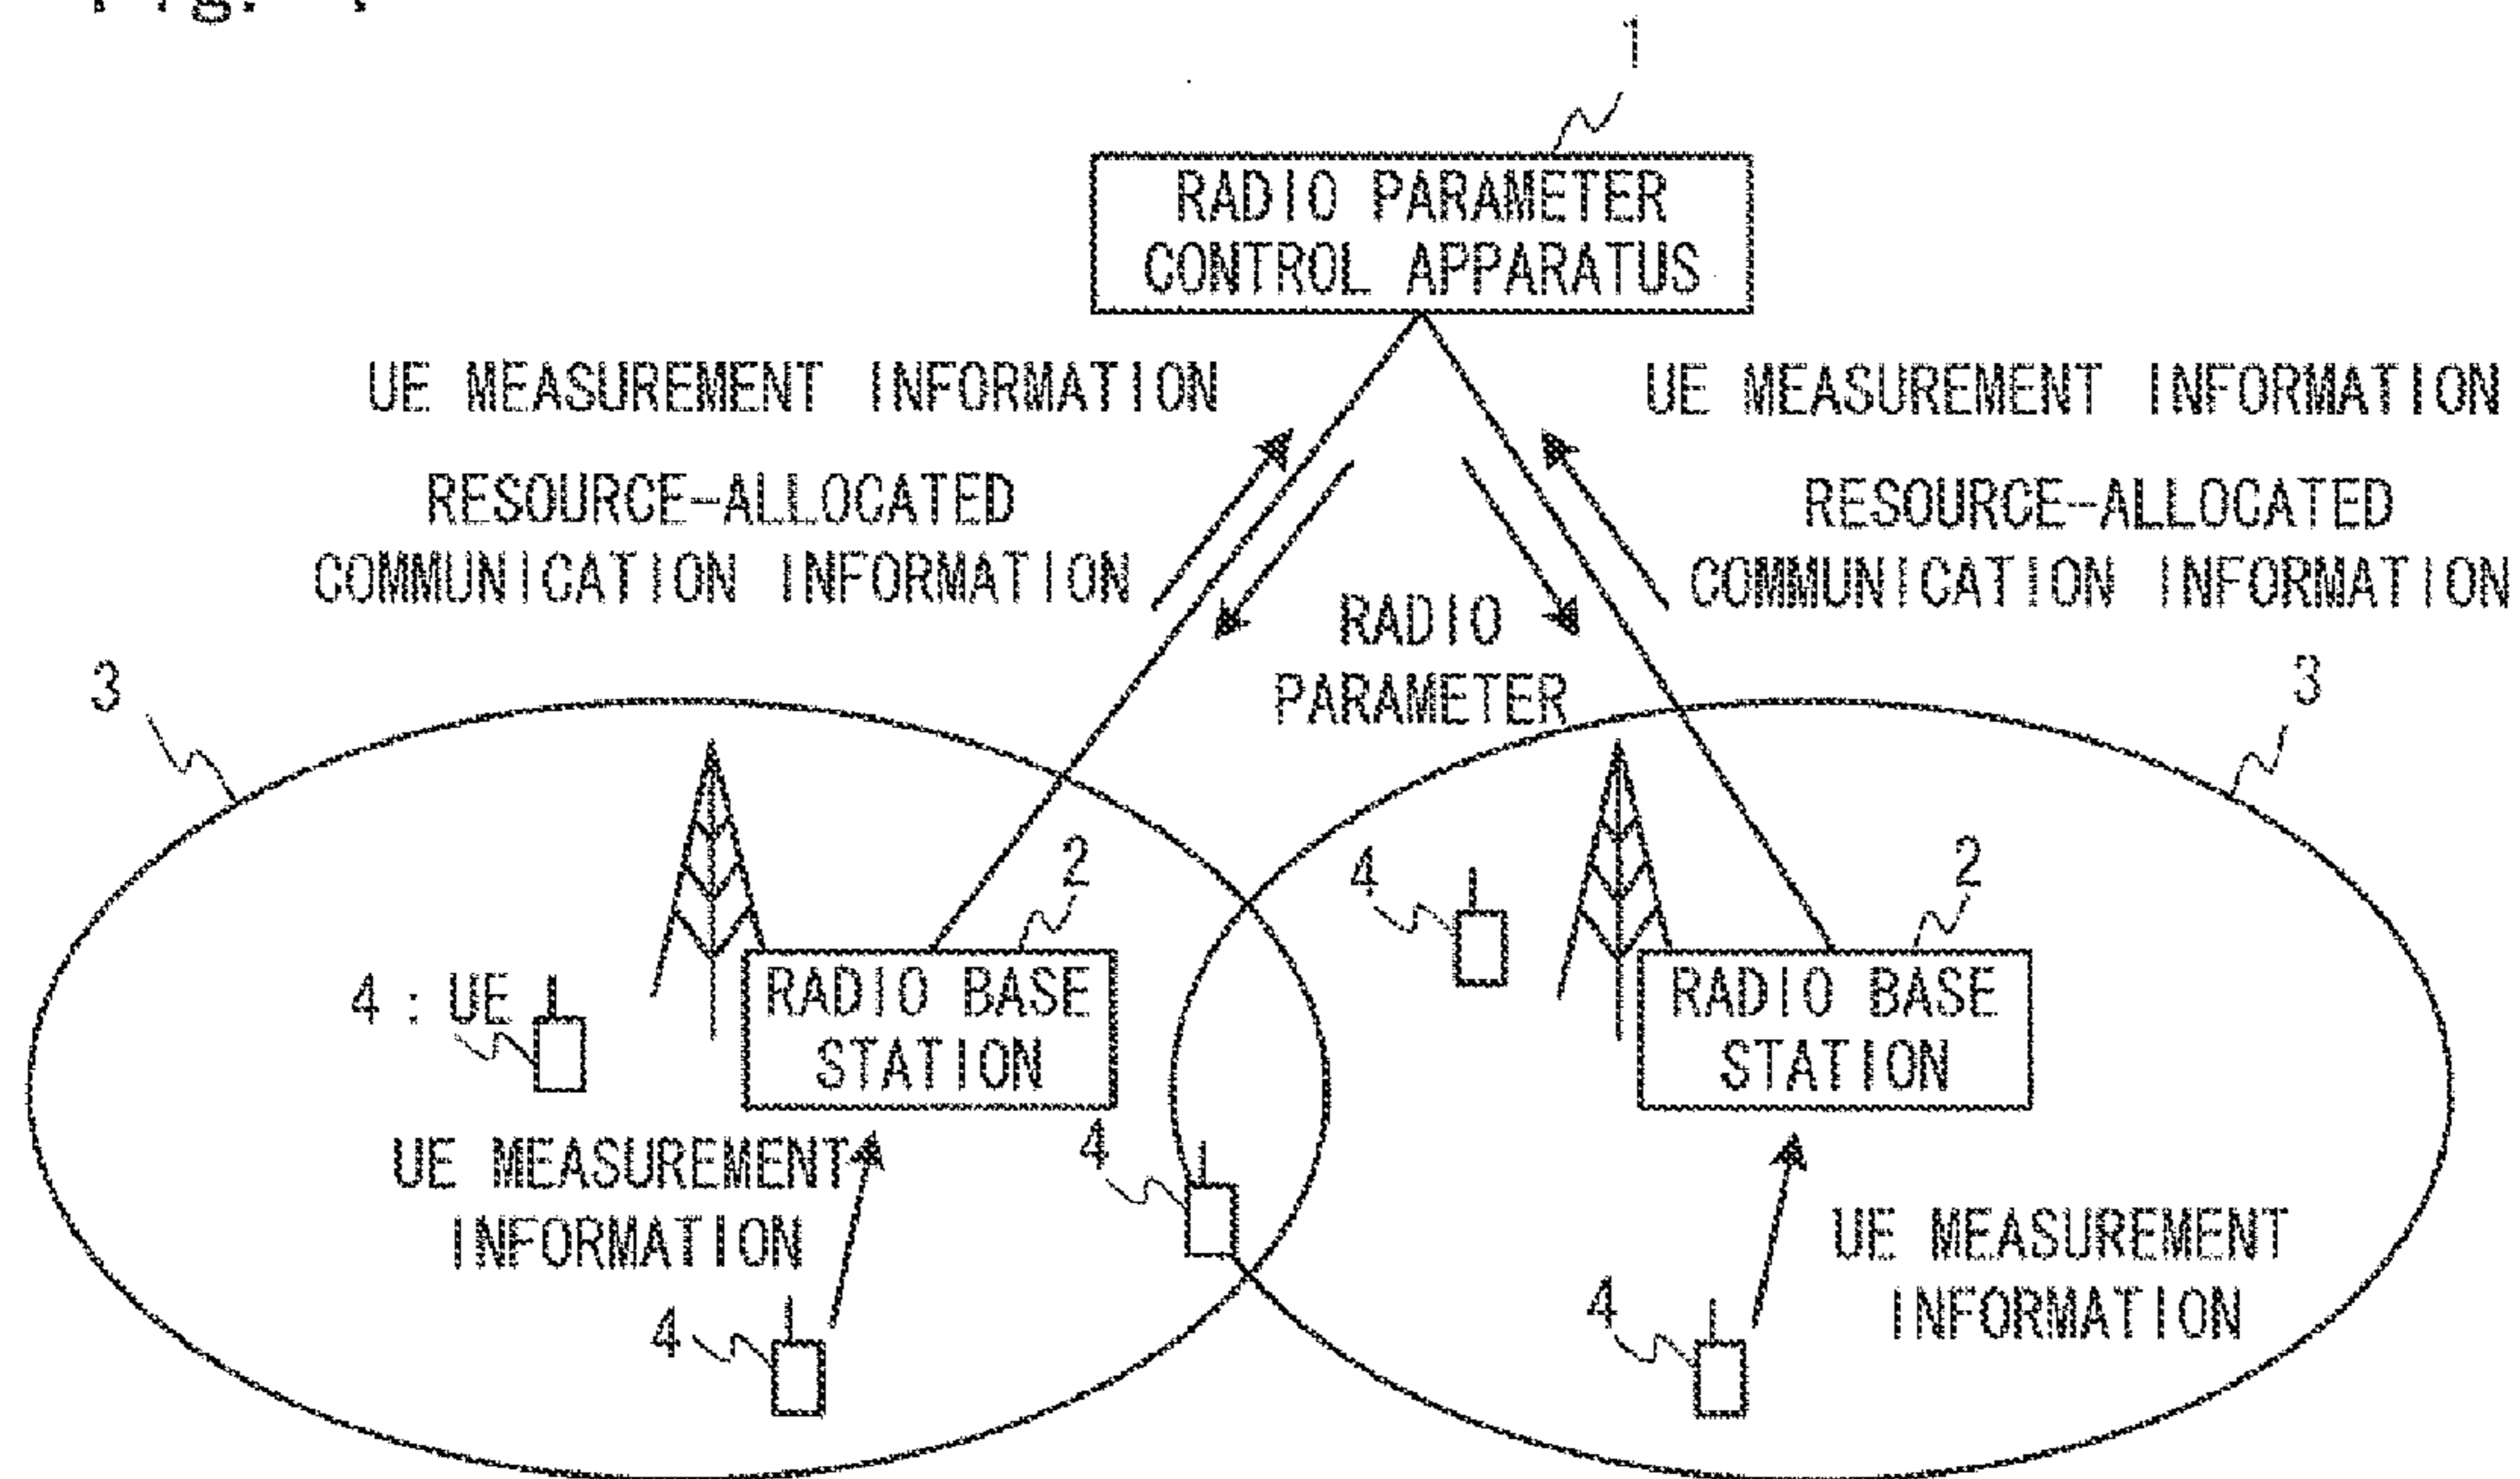 1
RADIO PARAMETER
CONTROL APPARATUS
UE MEASUREMENT INFORMATION
RESOURCE-ALLOCATED
COMMUNICATION INFORMATION
UE MEASUREMENT INFORMATION
RESOURCE-ALLOCATED
COMMUNICATION INFORMATION
RADIO
PARAMETER
3
3
2
4
2
4 : UE
RADIO BASE
STATION
RADIO BASE
STATION
4
UE MEASUREMENT
INFORMATION
4
UE MEASUREMENT
INFORMATION
4